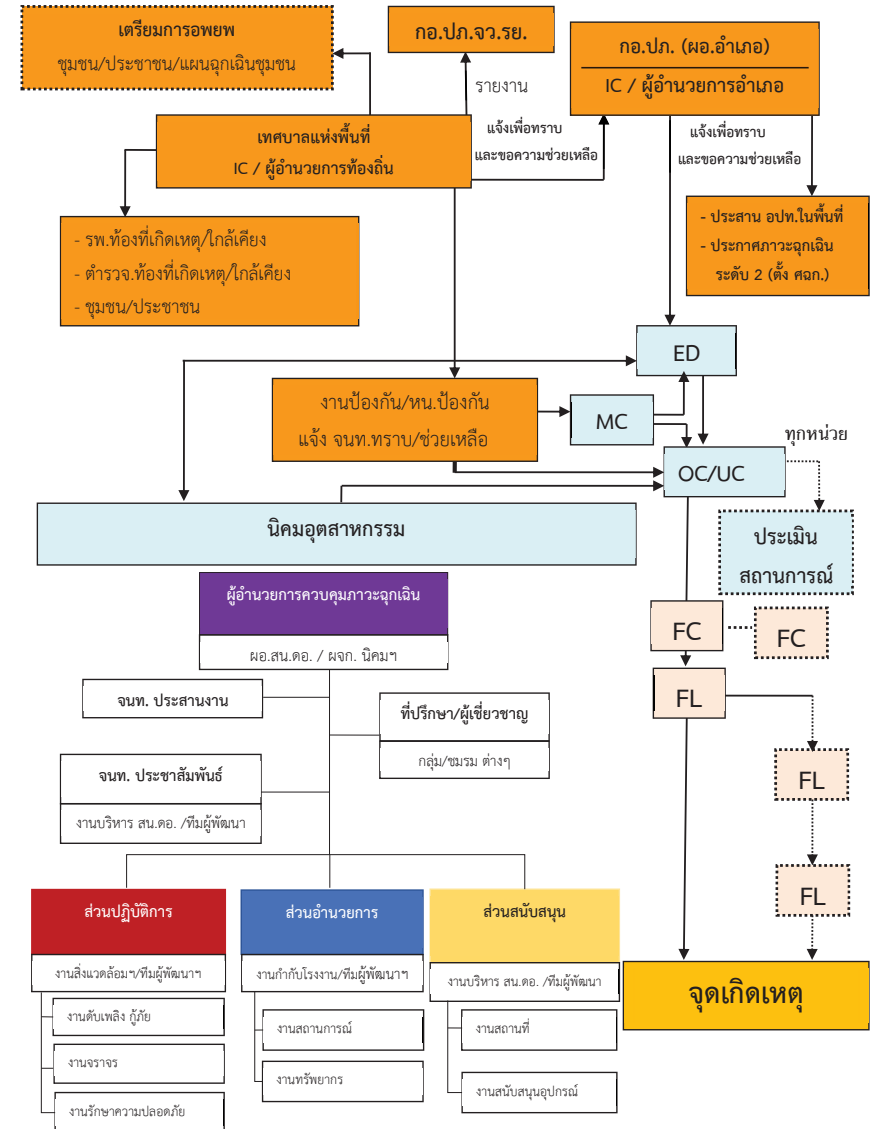 เตรียมการอพยพ
ชุมชน/ประชาชน/แผนฉุกเฉินชุมชน
กอ.ปภ.จว.รย.
กอ.ปภ. (ผอ.อำเภอ)
IC / ผู้อำนวยการอำเภอ
รายงาน
เทศบาลแห่งพื้นที่
IC / ผู้อำนวยการท้องถิ่น
แจ้งเพื่อทราบ
และขอความช่วยเหลือ
แจ้งเพื่อทราบ
และขอความช่วยเหลือ
- รพ.ท้องที่เกิดเหตุ/ใกล้เคียง
- ตำรวจ.ท้องที่เกิดเหตุ/ใกล้เคียง
- ชุมชน/ประชาชน
- ประสาน อปท.ในพื้นที่
- ประกาศภาวะฉุกเฉิน
ระดับ 2 (ตั้ง ศฉก.)
ED
งานป้องกัน/หน.ป้องกัน
แจ้ง จนท.ทราบ/ช่วยเหลือ
MC
ทุกหน่วย
OC/UC
นิคมอุตสาหกรรม
ประเมิน
สถานการณ์
ผู้อำนวยการควบคุมภาวะฉุกเฉิน
ผอ.สน.ดอ. / ผจก. นิคมฯ
FC
FC
FL
จนท. ประสานงาน
ที่ปรึกษา/ผู้เชี่ยวชาญ
กลุ่ม/ชมรม ต่างๆ
จนท. ประชาสัมพันธ์
งานบริหาร สน.ดอ. /ทีมผู้พัฒนา
FL
FL
ส่วนปฏิบัติการ
งานสิ่งแวดล้อมฯ/ทีมผู้พัฒนาฯ
งานดับเพลิง กู้ภัย
งานจราจร
งานรักษาความปลอดภัย
ส่วนอำนวยการ
งานกำกับโรงงาน/ทีมผู้พัฒนาฯ
งานสถานการณ์
งานทรัพยากร
ส่วนสนับสนุน
งานบริหาร สน.ดอ. /ทีมผู้พัฒนา
งานสถานที่
งานสนับสนุนอุปกรณ์
จุดเกิดเหตุ